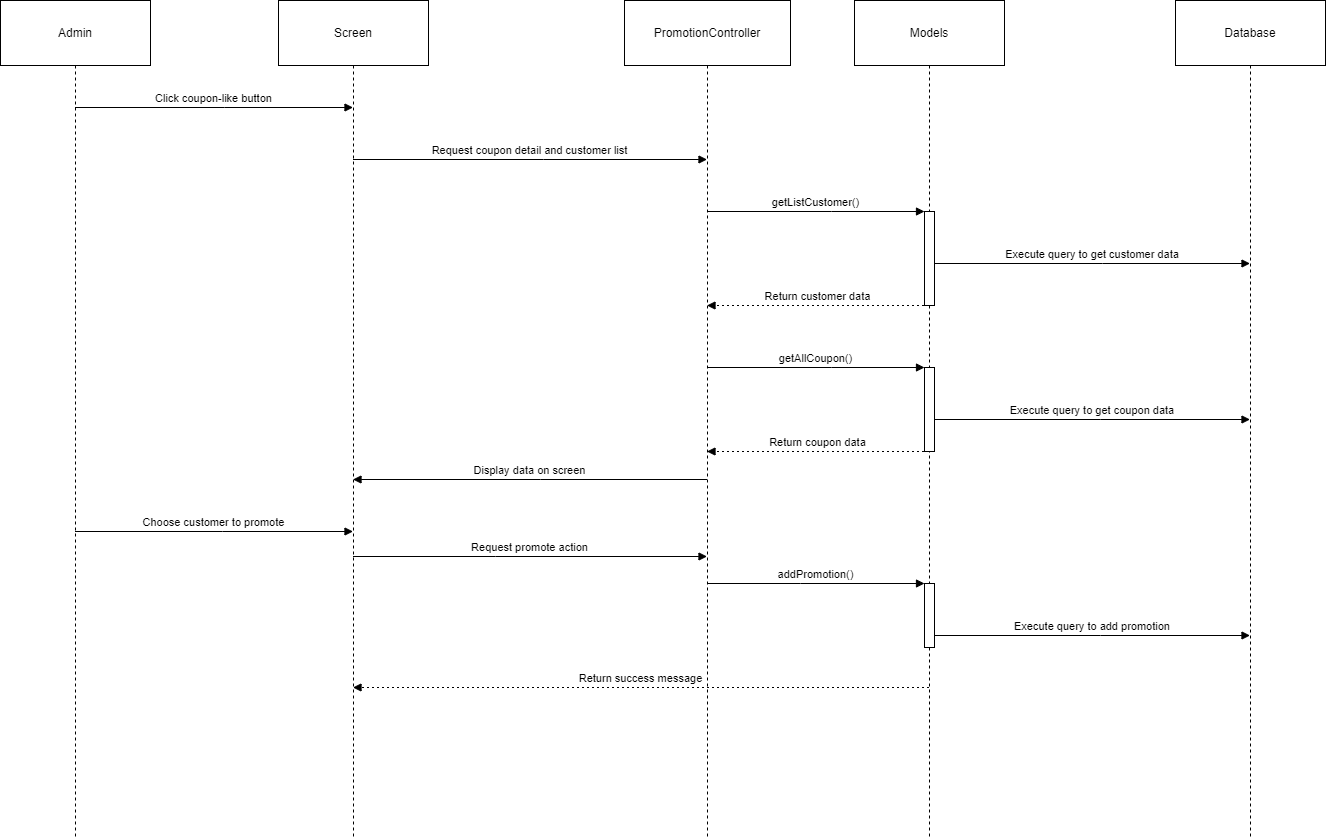 Admin
Screen
PromotionController
Models
Database
Click coupon-like button
Request coupon detail and customer list
getListCustomer()
Execute query to get customer data
Return customer data
getAllCoupon()
Execute query to get coupon data
Return coupon data
Display data on screen
Choose customer to promote
Request promote action
addPromotion()
Execute query to add promotion
Return success message